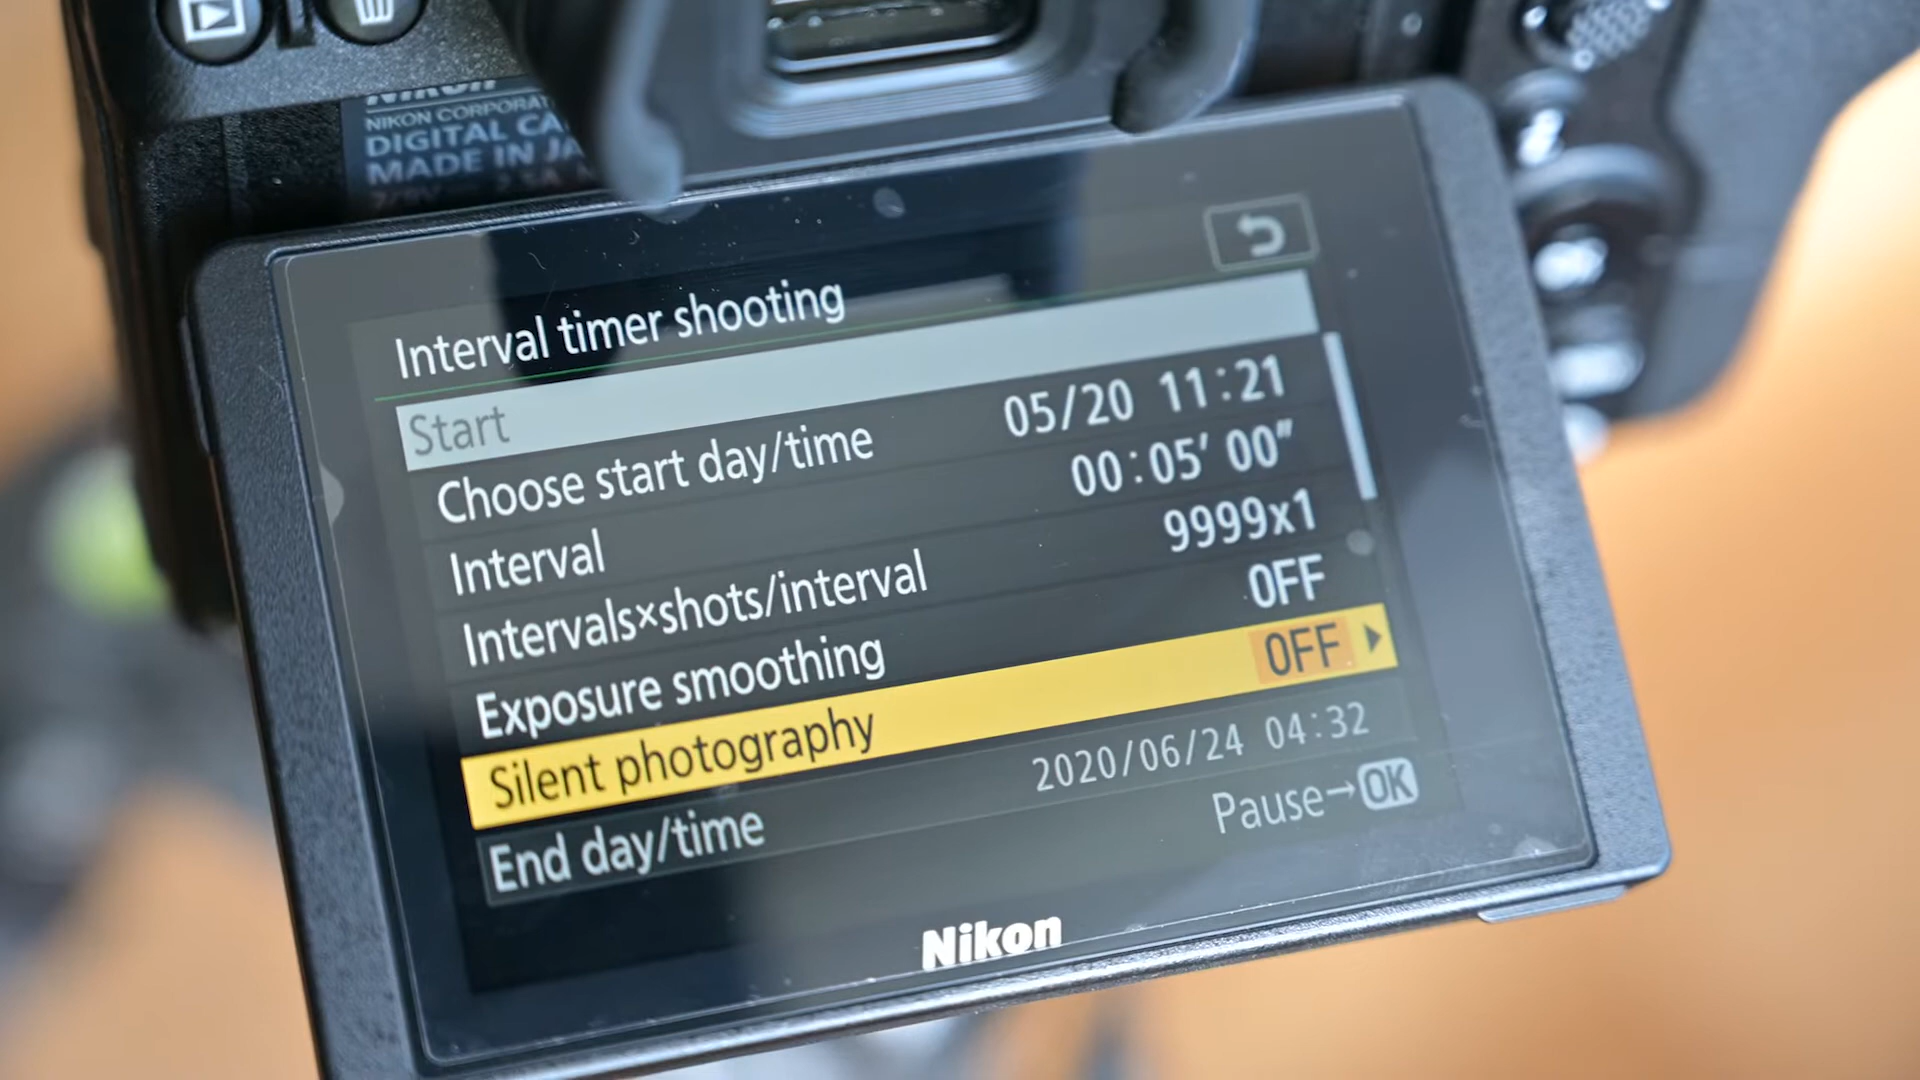 Nikon
NIKON CORPORAT
DIGITAL CA
MADE IN JA
Interval timer shooting
Start
Choose start day/time 05/20 11:21
Interval 00:05′ 00″
Intervals×shots/interval 9999x1
Exposure smoothing OFF
Silent photography OFF
End day/time 2020/06/24 04:32
Pause→OK
Nikon